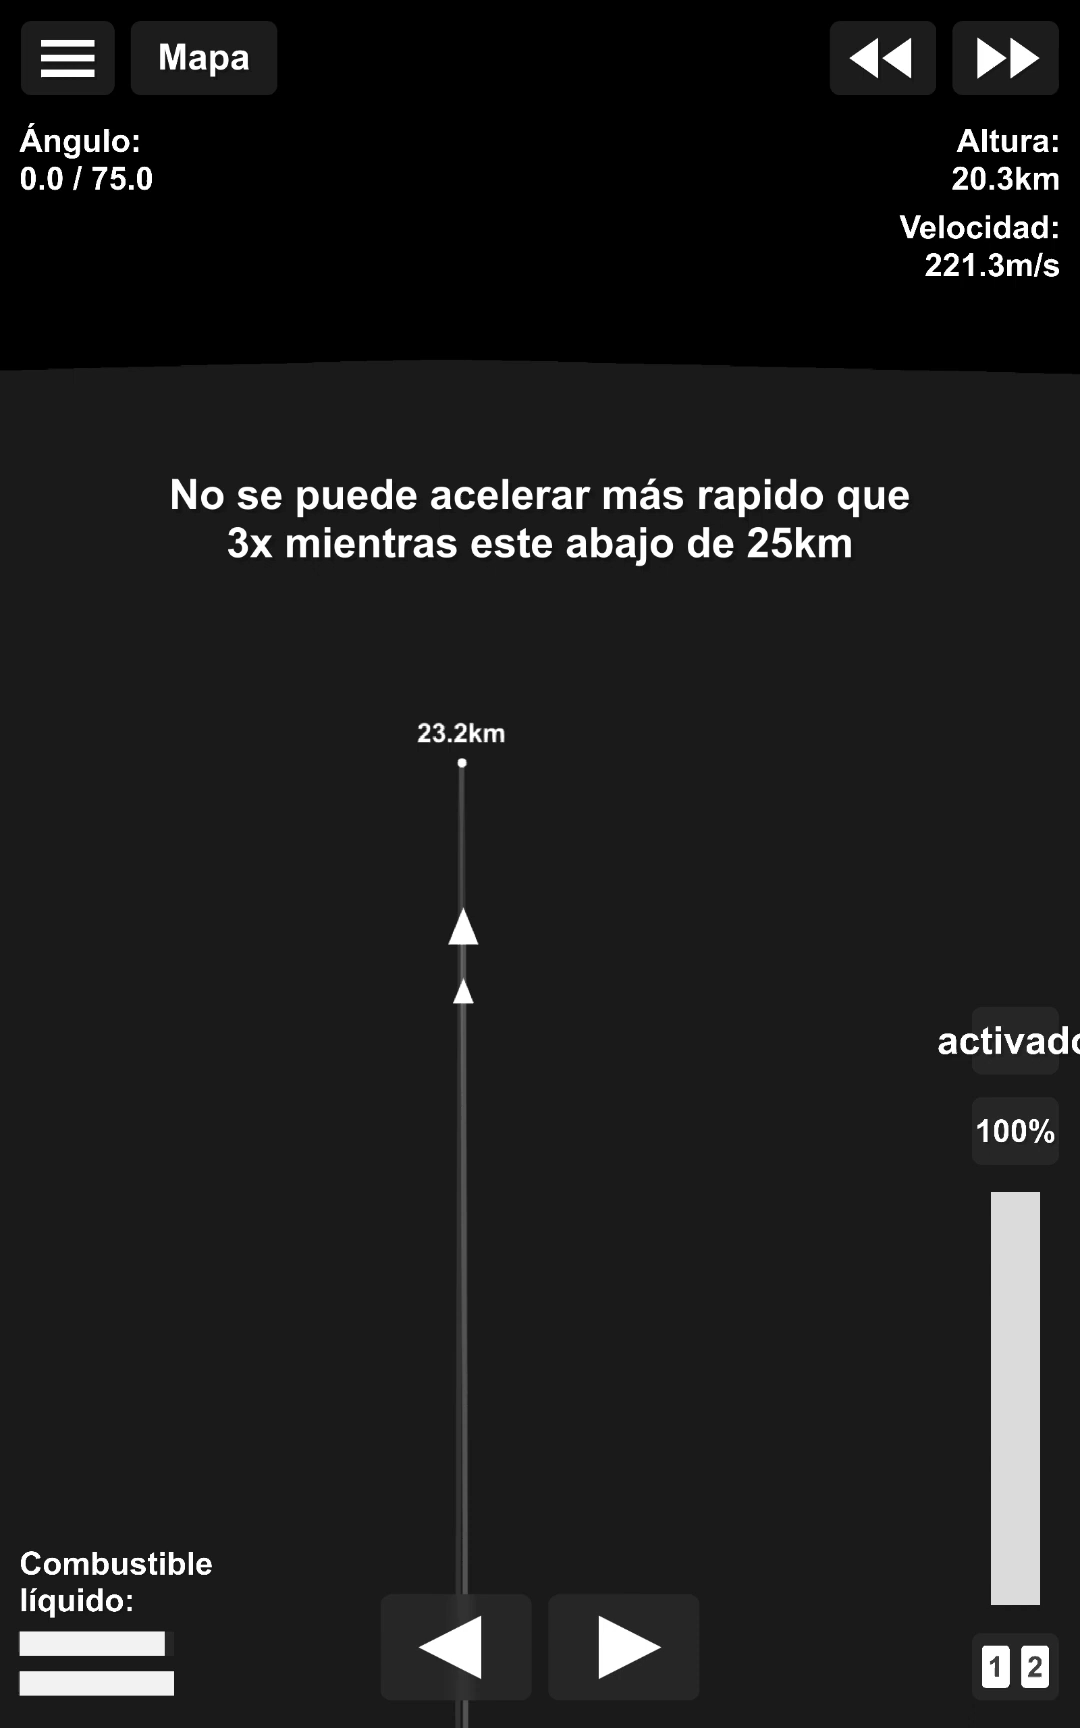 Mapa
Ángulo:
0.0 / 75.0
Altura:
20.3km
Velocidad:
221.3m/s
No se puede acelerar más rapido que
3x mientras este abajo de 25km
23.2km
activado
100%
Combustible
líquido:
1 2